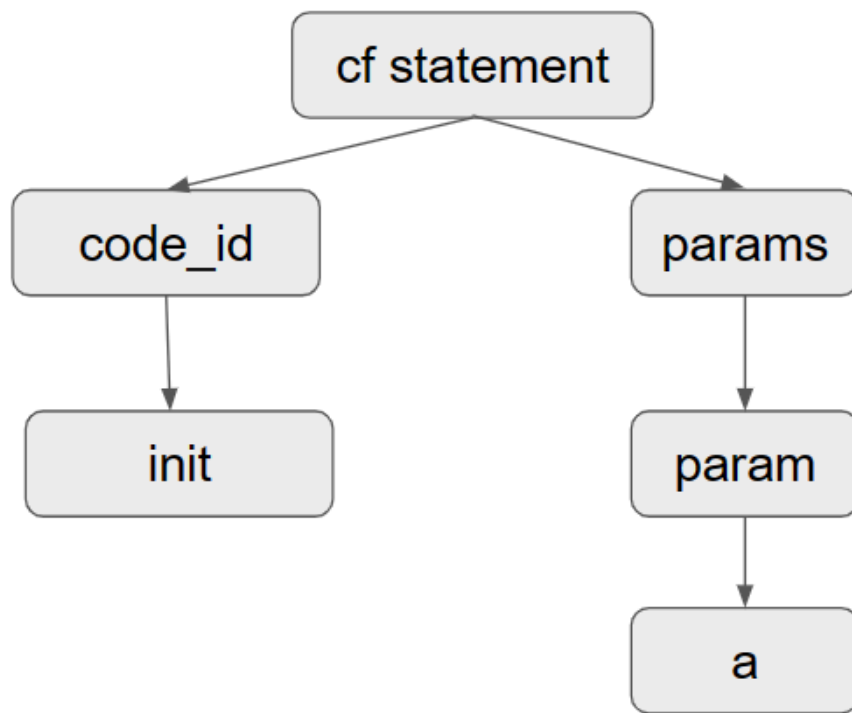 cf statement
code_id
params
init
param
a